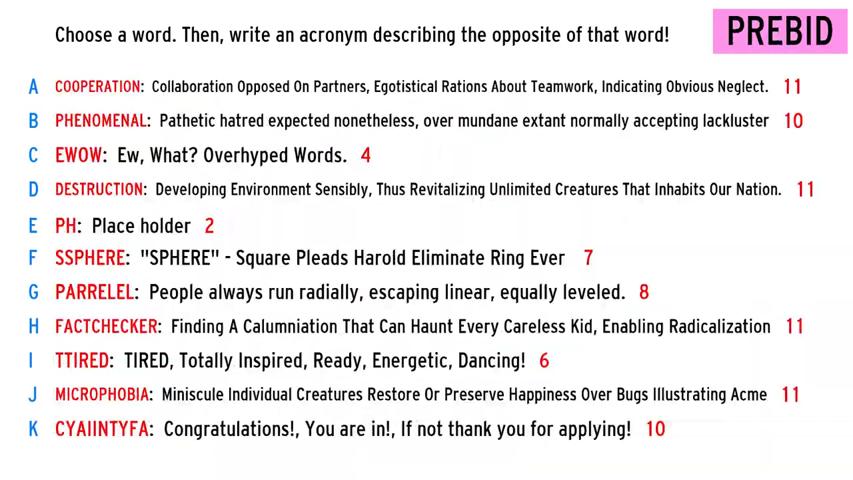 Choose a word. Then, write an acronym describing the opposite of that word!
PREBID
A COOPERATION: Collaboration Opposed On Partners, Egotistical Rations About Teamwork, Indicating Obvious Neglect. 11
B PHENOMENAL: Pathetic hatred expected nonetheless, over mundane extant normally accepting lackluster 10
C EWOW: Ew, What? Overhyped Words. 4
D DESTRUCTION: Developing Environment Sensibly, Thus Revitalizing Unlimited Creatures That Inhabits Our Nation. 11
E PH: Place holder 2
F SSPHERE: "SPHERE" - Square Pleads Harold Eliminate Ring Ever 7
G PARRELEL: People always run radially, escaping linear, equally leveled. 8
H FACTCHECKER: Finding A Calumniation That Can Haunt Every Careless Kid, Enabling Radicalization 11
I TTIRED: TIRED, Totally Inspired, Ready, Energetic, Dancing! 6
J MICROPHOBIA: Miniscule Individual Creatures Restore Or Preserve Happiness Over Bugs Illustrating Acme 11
K CYAIINTYFA: Congratulations!, You are in!, If not thank you for applying! 10